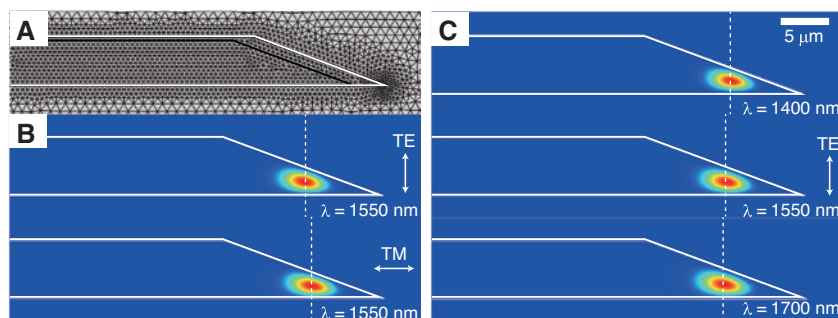 A
B
TE
λ = 1550 nm
TM
λ = 1550 nm
C
5 μm
λ = 1400 nm
TE
λ = 1550 nm
λ = 1700 nm